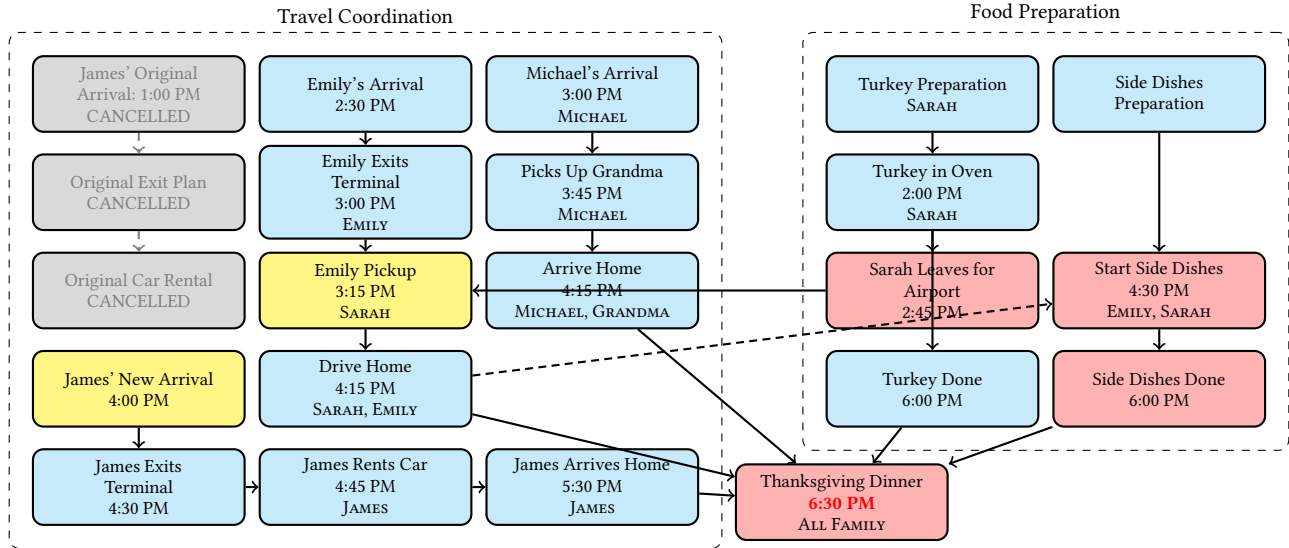 Travel Coordination
James' Original
Arrival: 1:00 PM
CANCELLED
Emily's Arrival
2:30 PM
Michael's Arrival
3:00 PM
Michael
Original Exit Plan
CANCELLED
Emily Exits
Terminal
3:00 PM
Emily
Picks Up Grandma
3:45 PM
Michael
Original Car Rental
CANCELLED
Emily Pickup
3:15 PM
Sarah
Arrive Home
4:15 PM
Michael, Grandma
James' New Arrival
4:00 PM
Drive Home
4:15 PM
Sarah, Emily
James Exits
Terminal
4:30 PM
James Rents Car
4:45 PM
James
James Arrives Home
5:30 PM
James
Food Preparation
Turkey Preparation
Sarah
Side Dishes
Preparation
Turkey in Oven
2:00 PM
Sarah
Sarah Leaves for
Airport
2:45 PM
Start Side Dishes
4:30 PM
Emily, Sarah
Turkey Done
6:00 PM
Side Dishes Done
6:00 PM
Thanksgiving Dinner
6:30 PM
All Family